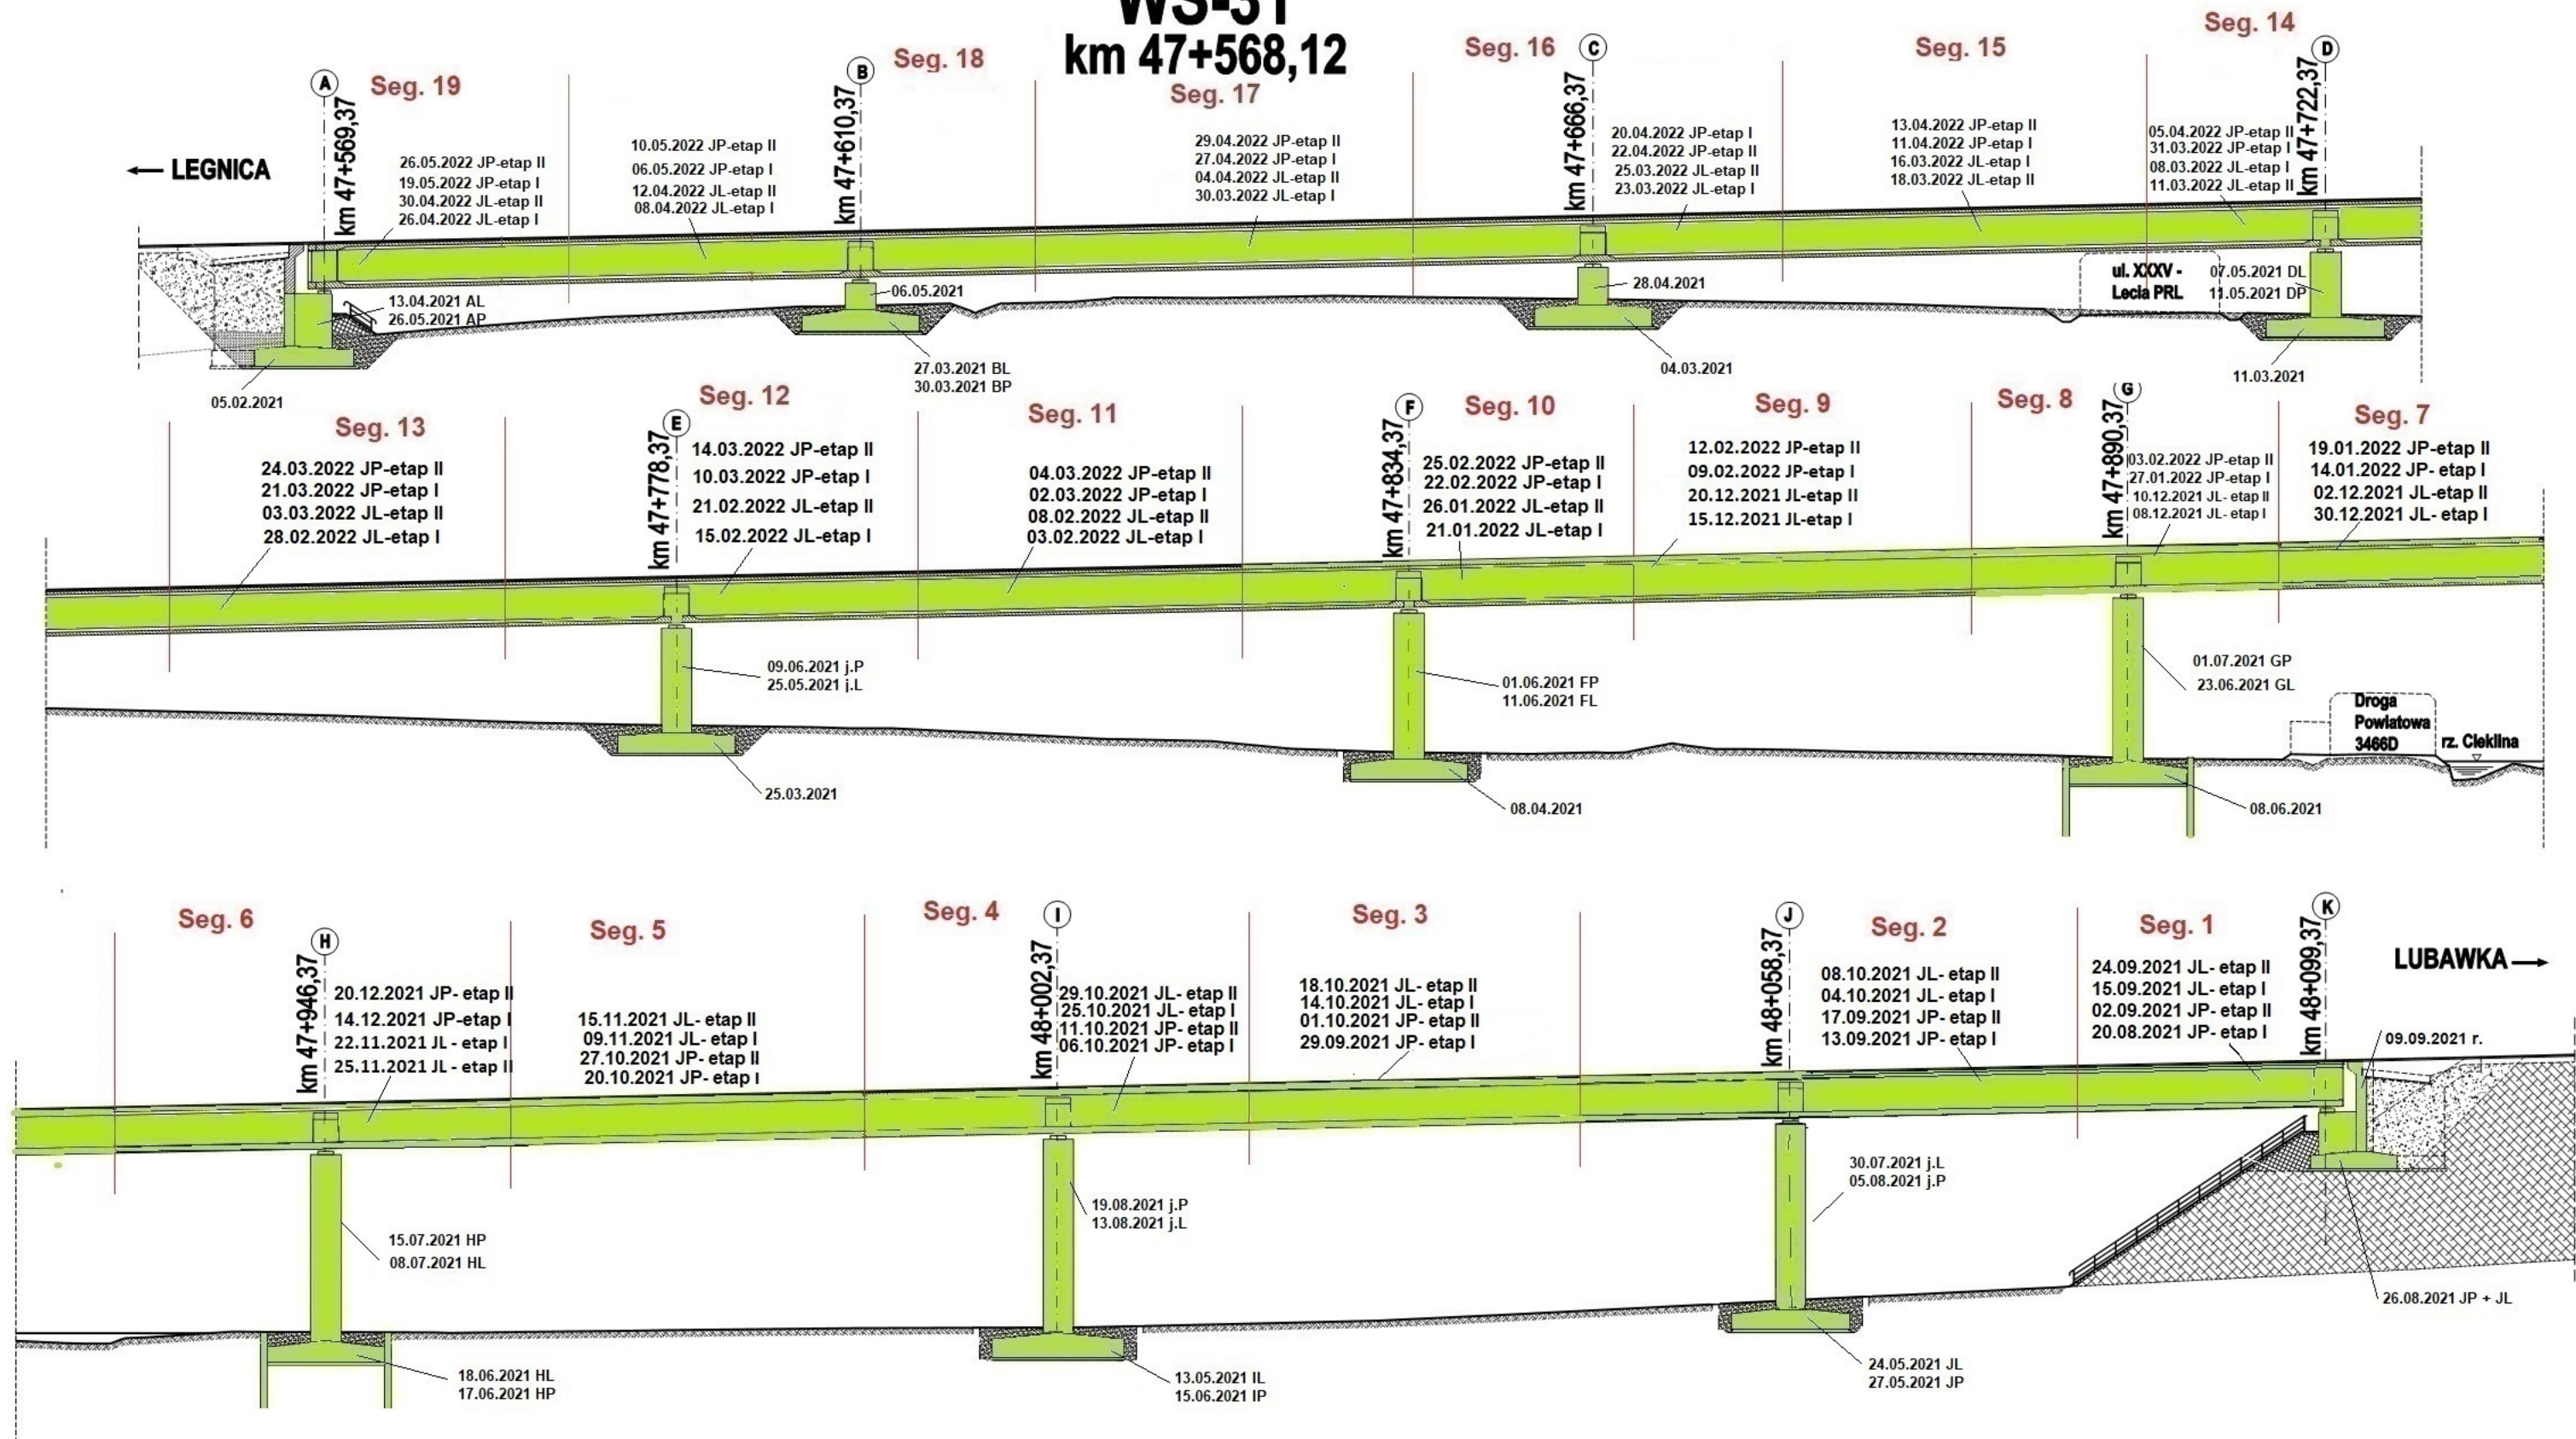 WS-31
km 47+568,12
← LEGNICA
A
km 47+569,37
Seg. 19
26.05.2022 JP-etap II
19.05.2022 JP-etap I
30.04.2022 JL-etap II
26.04.2022 JL-etap I
13.04.2021 AL
26.05.2021 AP
05.02.2021
B
km 47+610,37
Seg. 18
10.05.2022 JP-etap II
06.05.2022 JP-etap I
12.04.2022 JL-etap II
08.04.2022 JL-etap I
06.05.2021
27.03.2021 BL
30.03.2021 BP
Seg. 17
29.04.2022 JP-etap II
27.04.2022 JP-etap I
04.04.2022 JL-etap II
30.03.2022 JL-etap I
Seg. 16
C
km 47+666,37
20.04.2022 JP-etap I
22.04.2022 JP-etap II
25.03.2022 JL-etap II
23.03.2022 JL-etap I
28.04.2021
04.03.2021
Seg. 15
13.04.2022 JP-etap II
11.04.2022 JP-etap I
16.03.2022 JL-etap I
18.03.2022 JL-etap II
Seg. 14
D
km 47+722,37
05.04.2022 JP-etap II
31.03.2022 JP-etap I
08.03.2022 JL-etap I
11.03.2022 JL-etap II
ul. XXXV -
Lecia PRL
07.05.2021 DL
11.05.2021 DP
11.03.2021
Seg. 13
24.03.2022 JP-etap II
21.03.2022 JP-etap I
03.03.2022 JL-etap II
28.02.2022 JL-etap I
Seg. 12
E
km 47+778,37
14.03.2022 JP-etap II
10.03.2022 JP-etap I
21.02.2022 JL-etap II
15.02.2022 JL-etap I
09.06.2021 j.P
25.05.2021 j.L
25.03.2021
Seg. 11
04.03.2022 JP-etap II
02.03.2022 JP-etap I
08.02.2022 JL-etap II
03.02.2022 JL-etap I
F
km 47+834,37
Seg. 10
25.02.2022 JP-etap II
22.02.2022 JP-etap I
26.01.2022 JL-etap II
21.01.2022 JL-etap I
01.06.2021 FP
11.06.2021 FL
08.04.2021
Seg. 9
12.02.2022 JP-etap II
09.02.2022 JP-etap I
20.12.2021 JL-etap II
15.12.2021 JL-etap I
Seg. 8
G
km 47+890,37
03.02.2022 JP-etap II
27.01.2022 JP-etap I
10.12.2021 JL- etap II
08.12.2021 JL- etap I
01.07.2021 GP
23.06.2021 GL
08.06.2021
Seg. 7
19.01.2022 JP-etap II
14.01.2022 JP- etap I
02.12.2021 JL-etap II
30.12.2021 JL- etap I
Droga
Powiatowa
3466D
rz. Cieklina
Seg. 6
H
km 47+946,37
20.12.2021 JP- etap II
14.12.2021 JP-etap I
22.11.2021 JL - etap I
25.11.2021 JL - etap II
15.07.2021 HP
08.07.2021 HL
18.06.2021 HL
17.06.2021 HP
Seg. 5
15.11.2021 JL- etap II
09.11.2021 JL- etap I
27.10.2021 JP- etap II
20.10.2021 JP- etap I
Seg. 4
I
km 48+002,37
29.10.2021 JL- etap II
25.10.2021 JL- etap I
11.10.2021 JP- etap II
06.10.2021 JP- etap I
19.08.2021 j.P
13.08.2021 j.L
13.05.2021 IL
15.06.2021 IP
Seg. 3
18.10.2021 JL- etap II
14.10.2021 JL- etap I
01.10.2021 JP- etap II
29.09.2021 JP- etap I
J
km 48+058,37
Seg. 2
08.10.2021 JL- etap II
04.10.2021 JL- etap I
17.09.2021 JP- etap II
13.09.2021 JP- etap I
30.07.2021 j.L
05.08.2021 j.P
24.05.2021 JL
27.05.2021 JP
Seg. 1
24.09.2021 JL- etap II
15.09.2021 JL- etap I
02.09.2021 JP- etap II
20.08.2021 JP- etap I
K
km 48+099,37
LUBAWKA →
09.09.2021 r.
26.08.2021 JP + JL